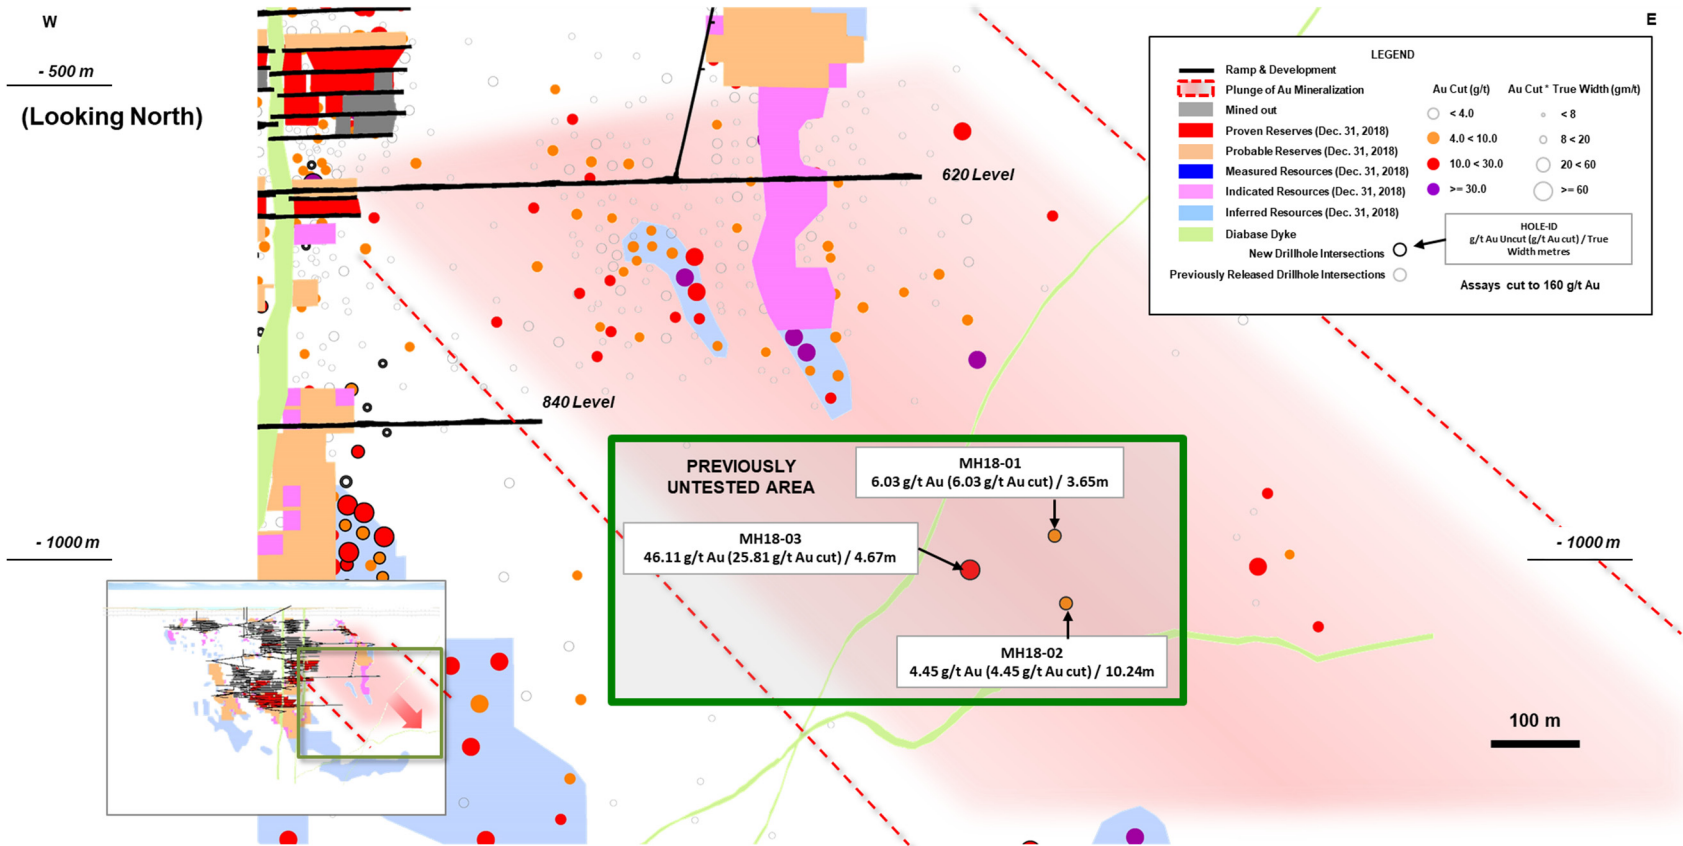 W
E
- 500 m
(Looking North)
620 Level
840 Level
LEGEND
Ramp & Development
Plunge of Au Mineralization
Mined out
Proven Reserves (Dec. 31, 2018)
Probable Reserves (Dec. 31, 2018)
Measured Resources (Dec. 31, 2018)
Indicated Resources (Dec. 31, 2018)
Inferred Resources (Dec. 31, 2018)
Diabase Dyke
New Drillhole Intersections
Previously Released Drillhole Intersections
Au Cut (g/t)
< 4.0
4.0 < 10.0
10.0 < 30.0
>= 30.0
Au Cut * True Width (gm/t)
< 8
8 < 20
20 < 60
>= 60
HOLE-ID
g/t Au Uncut (g/t Au cut) / True
Width metres
Assays cut to 160 g/t Au
PREVIOUSLY
UNTESTED AREA
MH18-01
6.03 g/t Au (6.03 g/t Au cut) / 3.65m
MH18-03
46.11 g/t Au (25.81 g/t Au cut) / 4.67m
MH18-02
4.45 g/t Au (4.45 g/t Au cut) / 10.24m
- 1000 m
- 1000 m
100 m